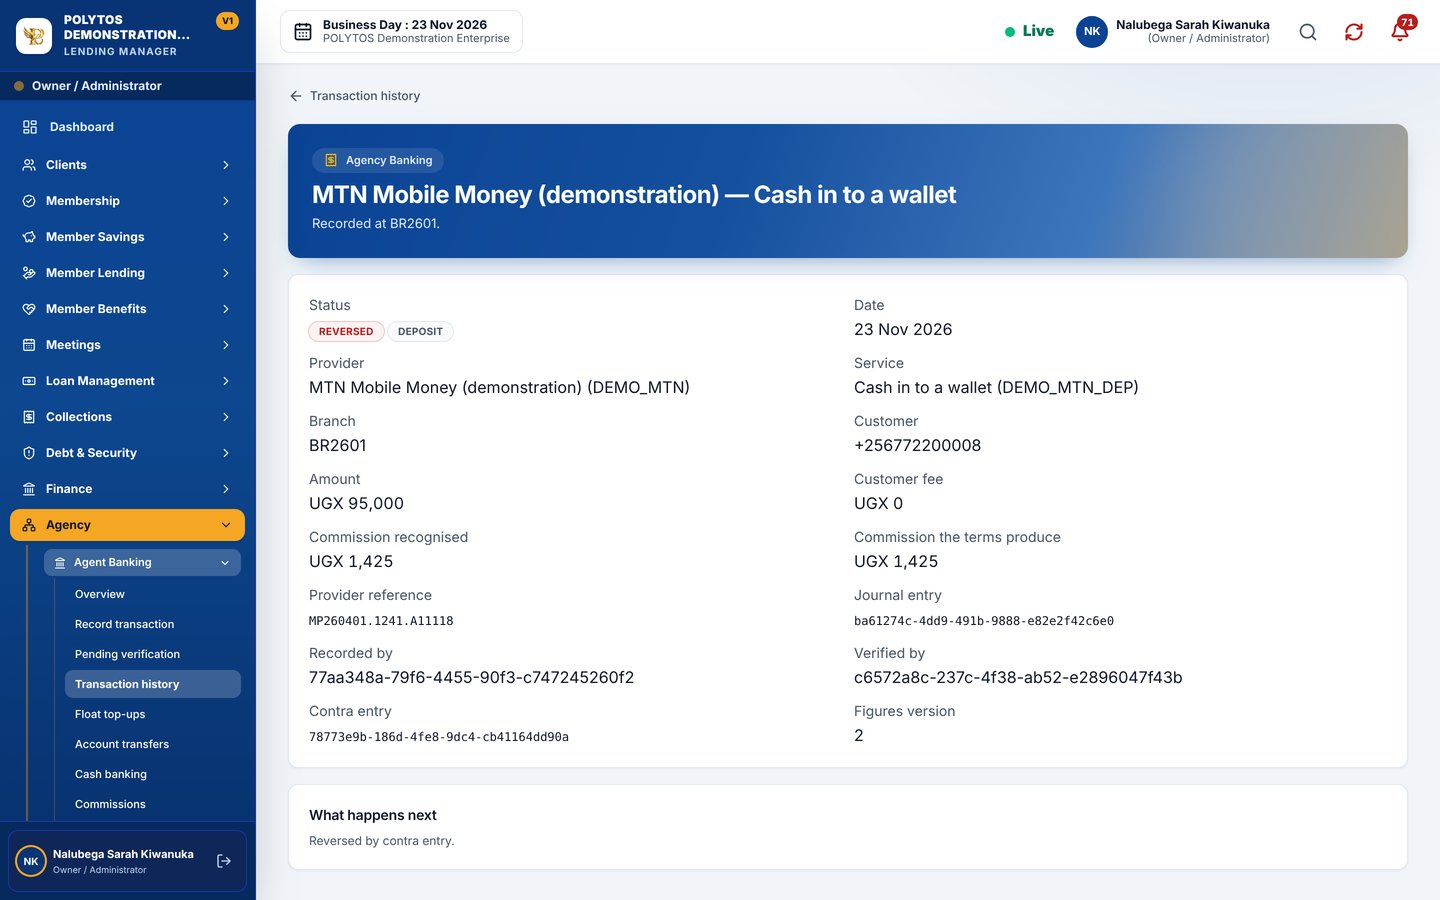 POLYTOS
DEMONSTRATION...
LENDING MANAGER
V1
Owner / Administrator
Dashboard
Clients
Membership
Member Savings
Member Lending
Member Benefits
Meetings
Loan Management
Collections
Debt & Security
Finance
Agency
Agent Banking
Overview
Record transaction
Pending verification
Transaction history
Float top-ups
Account transfers
Cash banking
Commissions
NK
Nalubega Sarah Kiwanuka
Owner / Administrator
Business Day : 23 Nov 2026
POLYTOS Demonstration Enterprise
Live
NK
Nalubega Sarah Kiwanuka
(Owner / Administrator)
71
Transaction history
Agency Banking
MTN Mobile Money (demonstration) — Cash in to a wallet
Recorded at BR2601.
Status
REVERSED DEPOSIT
Date
23 Nov 2026
Provider
MTN Mobile Money (demonstration) (DEMO_MTN)
Service
Cash in to a wallet (DEMO_MTN_DEP)
Branch
BR2601
Customer
+256772200008
Amount
UGX 95,000
Customer fee
UGX 0
Commission recognised
UGX 1,425
Commission the terms produce
UGX 1,425
Provider reference
MP260401.1241.A11118
Journal entry
ba61274c-4dd9-491b-9888-e82e2f42c6e0
Recorded by
77aa348a-79f6-4455-90f3-c747245260f2
Verified by
c6572a8c-237c-4f38-ab52-e2896047f43b
Contra entry
78773e9b-186d-4fe8-9dc4-cb41164dd90a
Figures version
2
What happens next
Reversed by contra entry.